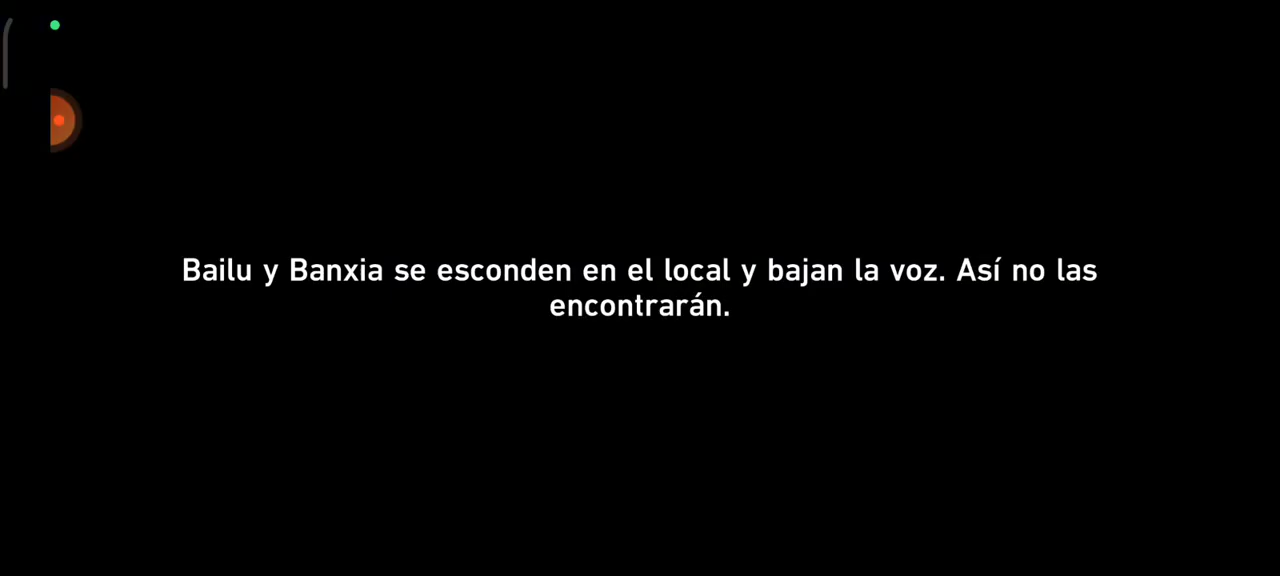 Bailu y Banxia se esconden en el local y bajan la voz. Así no las
encontrarán.